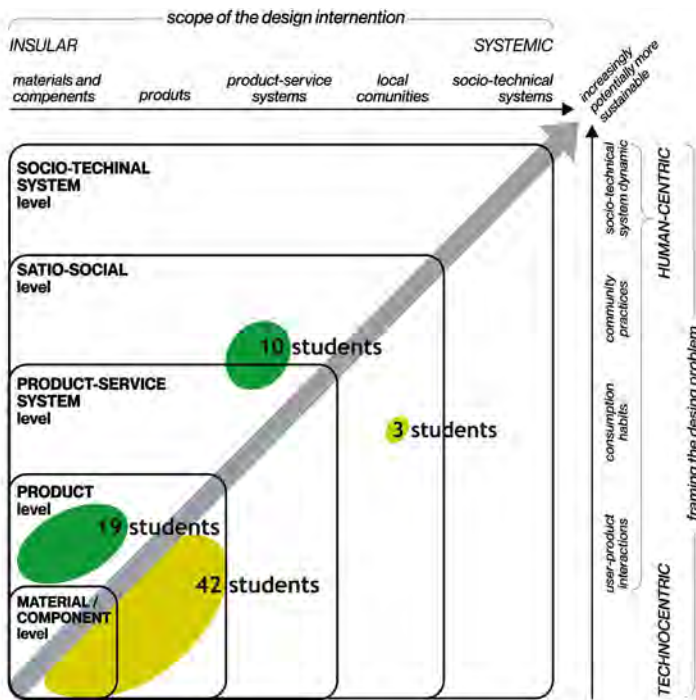 scope of the design internention
INSULAR
SYSTEMIC
materials and
components
produts
product-service
systems
local
comunities
socio-technical
systems
increasingly
potentially more
sustainable
SOCIO-TECHINAL
SYSTEM
level
SATIO-SOCIAL
level
10 students
PRODUCT-SERVICE
SYSTEM
level
3 students
PRODUCT
level
19 students
42 students
MATERIAL /
COMPONENT
level
socio-technical
system dynamic
community
practices
consumption
habits
user-product
interactions
HUMAN-CENTRIC
TECHNOCENTRIC
framing the design problem